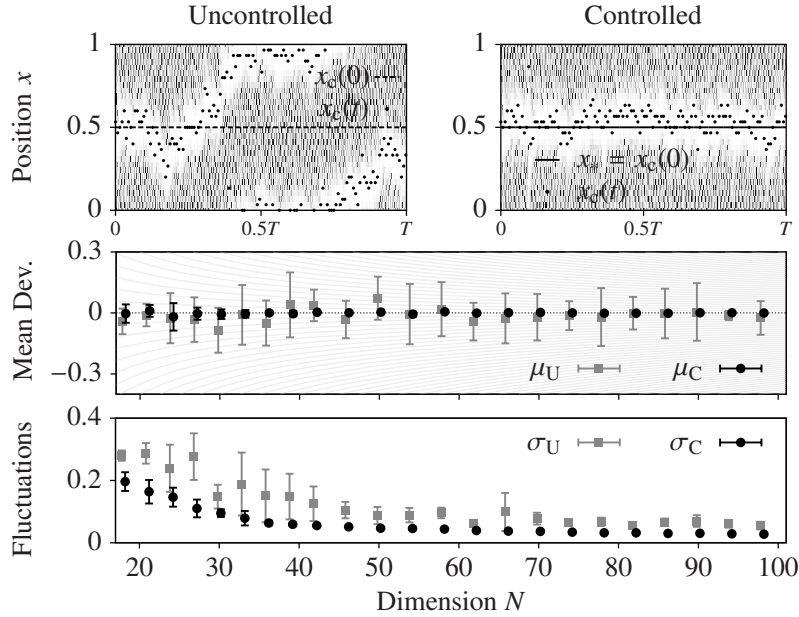 Uncontrolled
Controlled
Position x
1
0.5
0
x_c(0)
x_c(t)
0
0.5T
T
1
0.5
0
x_* = x_c(0)
x_c(t)
0
0.5T
T
Mean Dev.
0.3
0
−0.3
μ_U
μ_C
Fluctuations
0.4
0.2
0
σ_U
σ_C
20
30
40
50
60
70
80
90
100
Dimension N